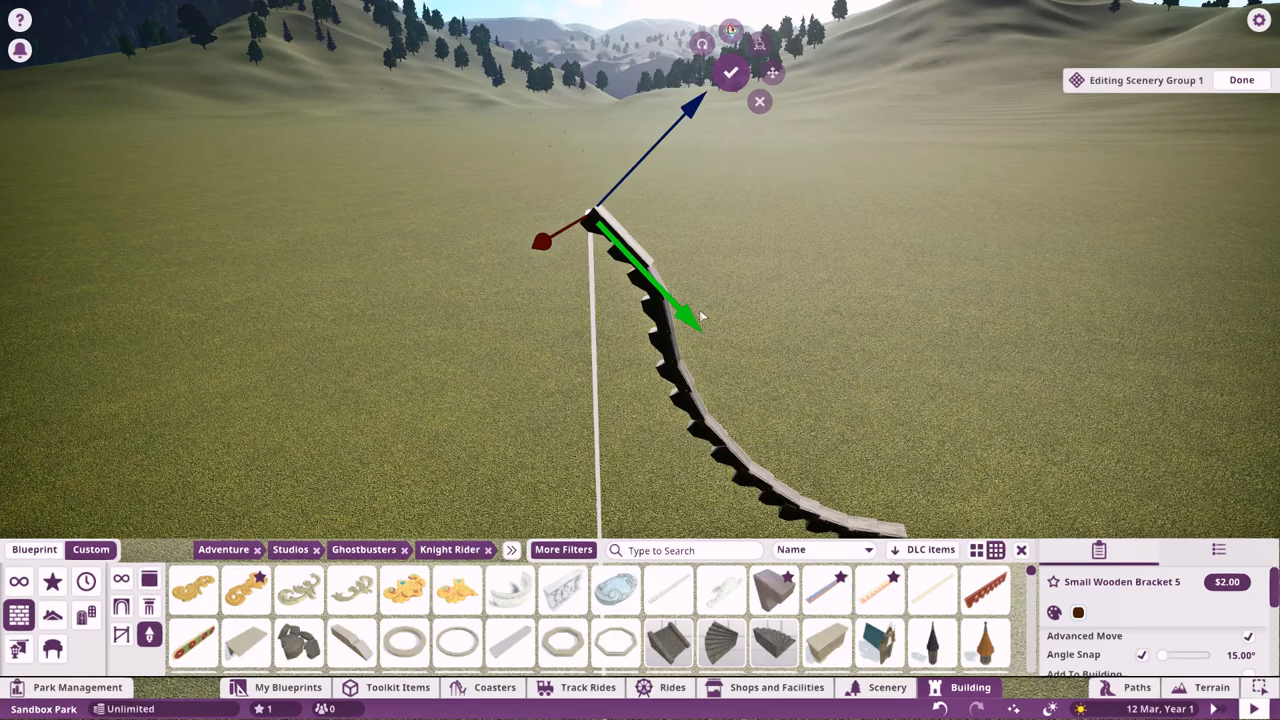 Editing Scenery Group 1 Done
Blueprint Custom Adventure × Studios × Ghostbusters × Knight Rider × » More Filters Type to Search Name DLC items
Small Wooden Bracket 5 $2.00
Advanced Move
Angle Snap 15.00°
Park Management My Blueprints Toolkit Items Coasters Track Rides Rides Shops and Facilities Scenery Building Paths Terrain
Sandbox Park Unlimited 1 0 12 Mar, Year 1